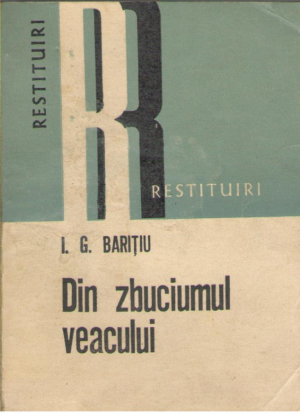 RESTITUIRI
R
RESTITUIRI
I. G. BARIȚIU
Din zbuciumul
veacului